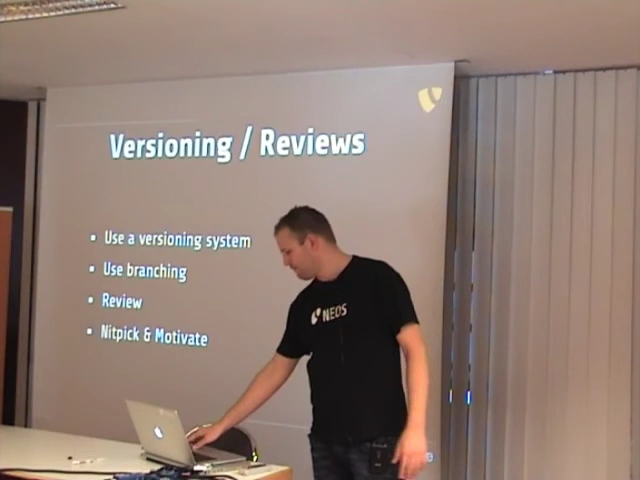 Versioning / Reviews
▪ Use a versioning system
▪ Use branching
▪ Review
▪ Nitpick & Motivate
NEOS